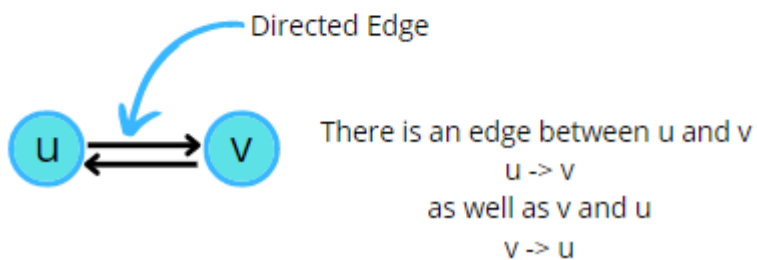 Directed Edge
u
v
There is an edge between u and v
u -> v
as well as v and u
v -> u